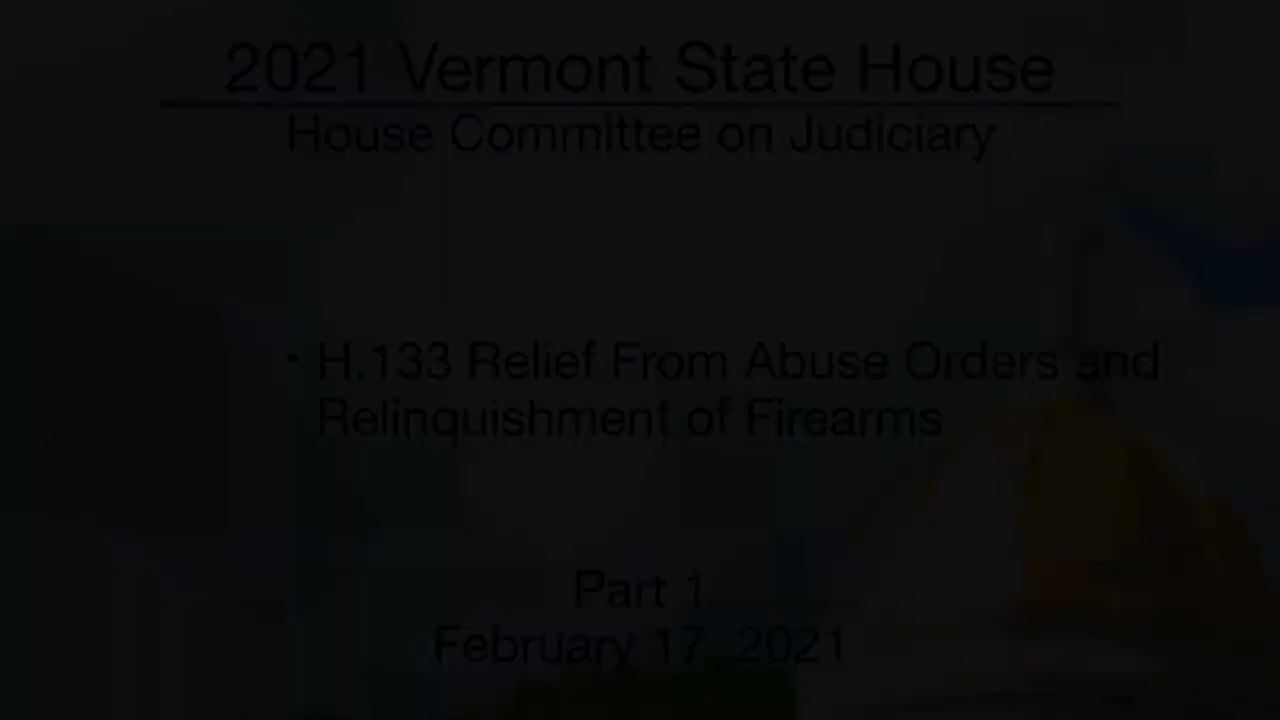 2021 Vermont State House
House Committee on Judiciary
· H.133 Relief From Abuse Orders and
Relinquishment of Firearms
Part 1
February 17, 2021